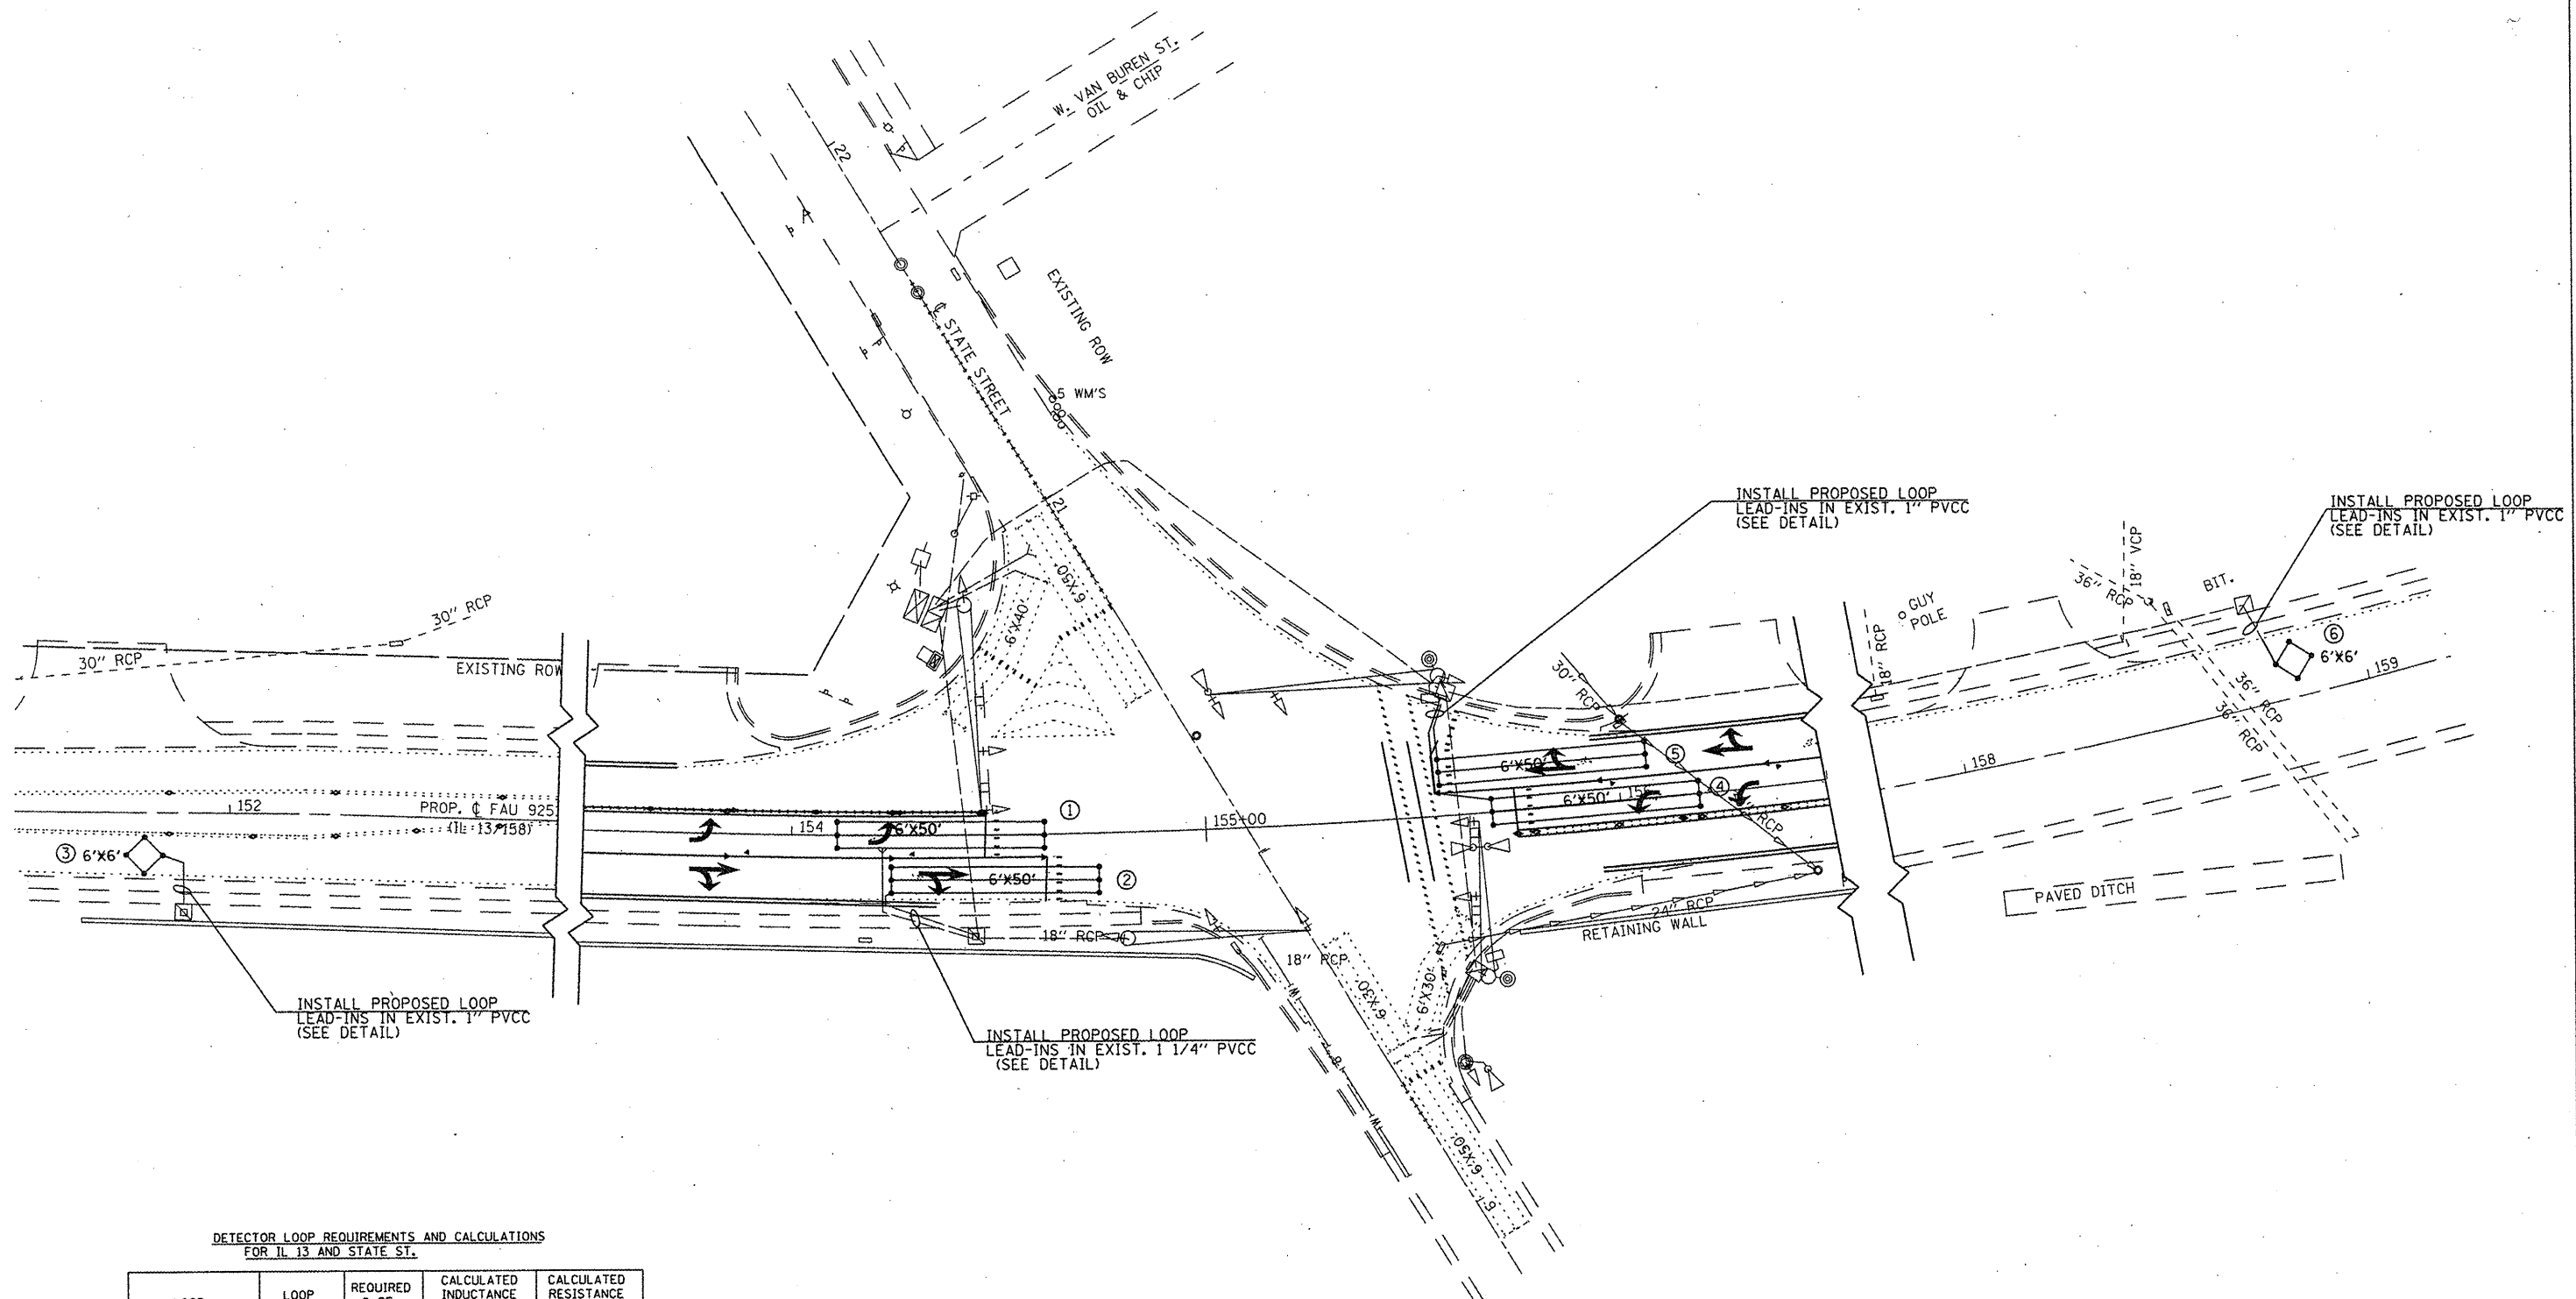 W. VAN BUREN ST.
OIL & CHIP
22
EXISTING ROW
℄ STATE STREET
5 WM'S
21
6'X50'
6'X40'
INSTALL PROPOSED LOOP
LEAD-INS IN EXIST. 1" PVCC
(SEE DETAIL)
INSTALL PROPOSED LOOP
LEAD-INS IN EXIST. 1" PVCC
(SEE DETAIL)
30" RCP
30" RCP
EXISTING ROW
18" VCP
36" RCP
BIT.
GUY
POLE
18" RCP
30" RCP
6
6'X6'
159
36" RCP
36" RCP
158
5
6'X50'
4
6'X50'
RCP
152
PROP. ℄ FAU 925
(IL 13/158)
154
6'X50'
1
155+00
3
6'X6'
6'X50'
2
PAVED DITCH
24" RCP
RETAINING WALL
18" RCP
18" RCP
6'X30'
6'X30'
INSTALL PROPOSED LOOP
LEAD-INS IN EXIST. 1" PVCC
(SEE DETAIL)
INSTALL PROPOSED LOOP
LEAD-INS IN EXIST. 1 1/4" PVCC
(SEE DETAIL)
6'X50'
DETECTOR LOOP REQUIREMENTS AND CALCULATIONS
FOR IL 13 AND STATE ST.
LOOP
REQUIRED
CALCULATED
INDUCTANCE
CALCULATED
RESISTANCE